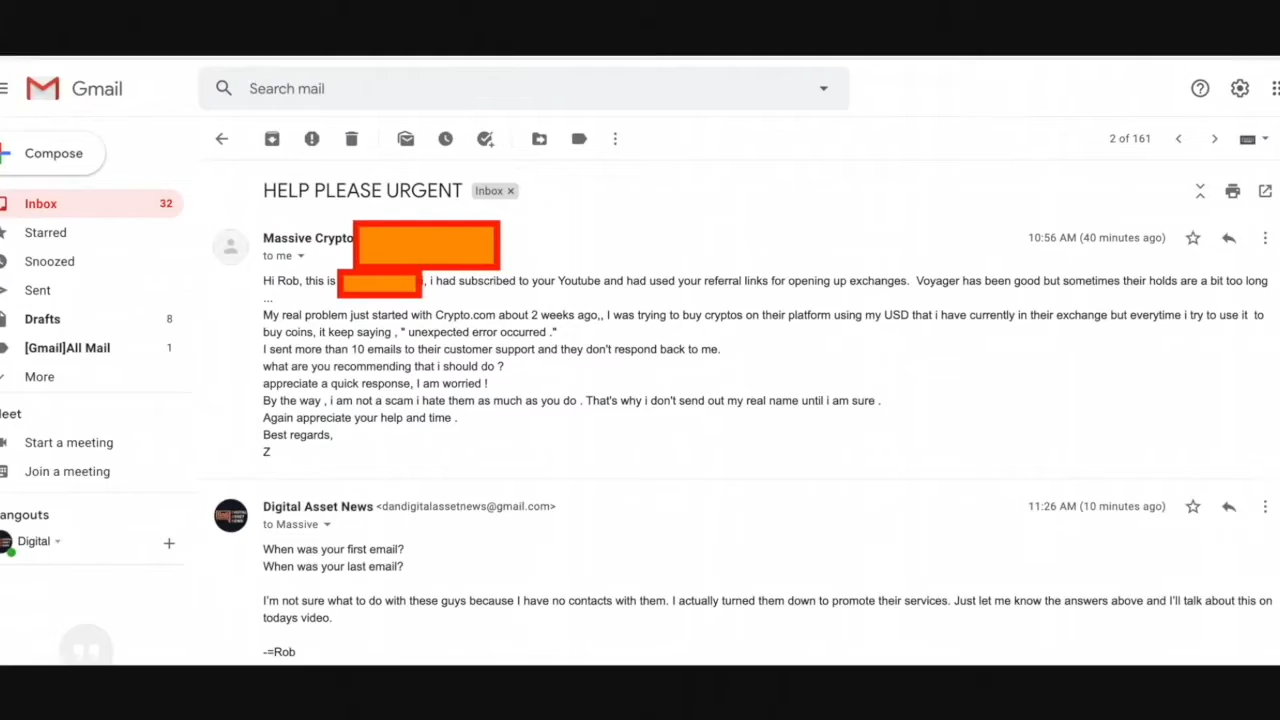 Gmail
Search mail
Compose
2 of 161
Inbox 32
Starred
Snoozed
Sent
Drafts 8
[Gmail]All Mail 1
More
Start a meeting
Join a meeting
Digital
HELP PLEASE URGENT Inbox ×
Massive Crypto
10:56 AM (40 minutes ago)
to me
Hi Rob, this is , i had subscribed to your Youtube and had used your referral links for opening up exchanges. Voyager has been good but sometimes their holds are a bit too long
...
My real problem just started with Crypto.com about 2 weeks ago,, I was trying to buy cryptos on their platform using my USD that i have currently in their exchange but everytime i try to use it to
buy coins, it keep saying , " unexpected error occurred ."
I sent more than 10 emails to their customer support and they don't respond back to me.
what are you recommending that i should do ?
appreciate a quick response, I am worried !
By the way , i am not a scam i hate them as much as you do . That's why i don't send out my real name until i am sure .
Again appreciate your help and time .
Best regards,
Z
Digital Asset News <dandigitalassetnews@gmail.com>
11:26 AM (10 minutes ago)
to Massive
When was your first email?
When was your last email?
I'm not sure what to do with these guys because I have no contacts with them. I actually turned them down to promote their services. Just let me know the answers above and I'll talk about this on
todays video.
-=Rob